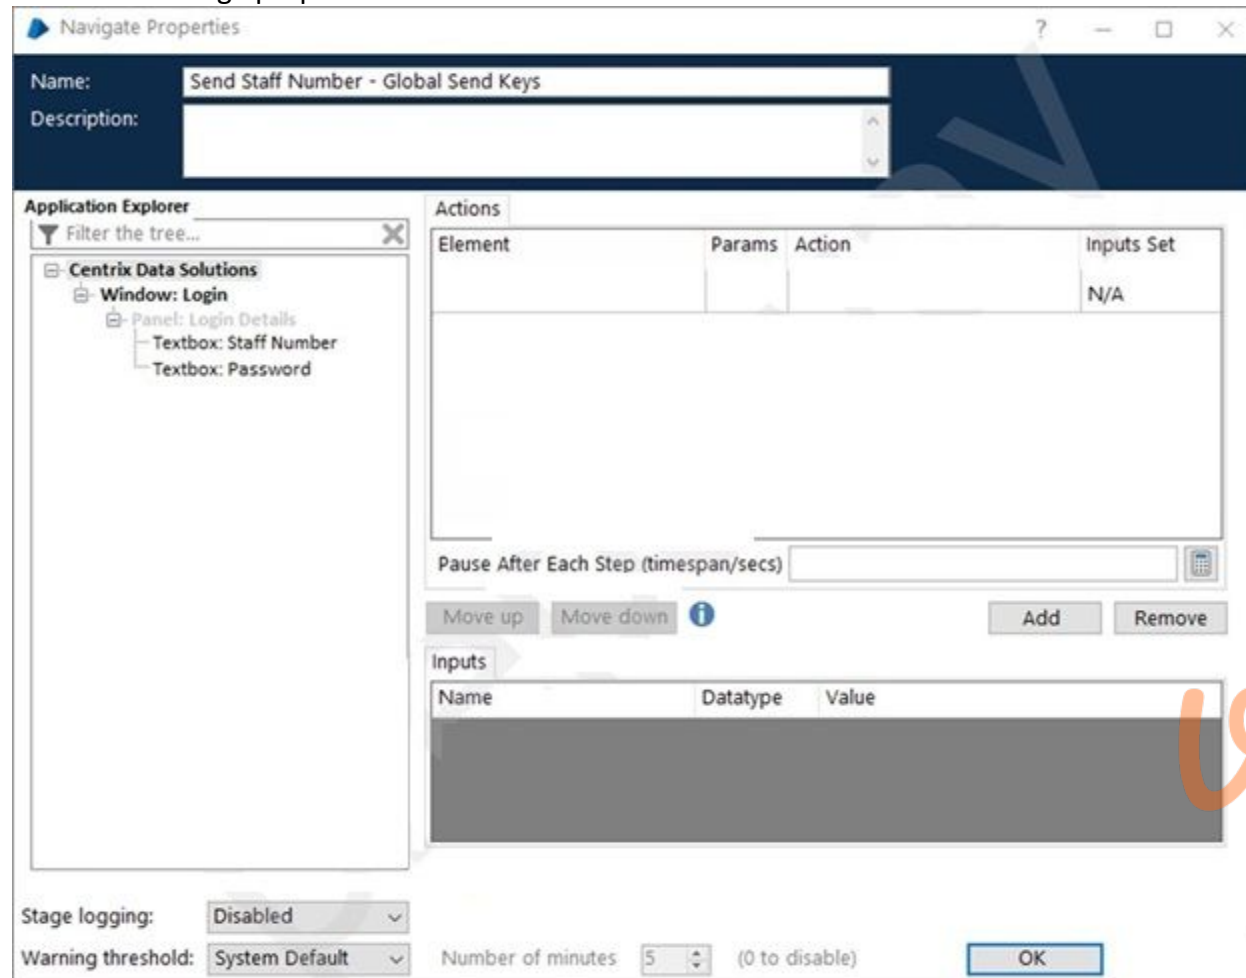 Navigate Properties
Name: Send Staff Number - Global Send Keys
Description:
Application Explorer
Filter the tree...
Centrix Data Solutions
Window: Login
Panel: Login Details
Textbox: Staff Number
Textbox: Password
Actions
Element Params Action Inputs Set
N/A
Pause After Each Step (timespan/secs)
Move up Move down Add Remove
Inputs
Name Datatype Value
Stage logging: Disabled
Warning threshold: System Default Number of minutes 5 (0 to disable) OK